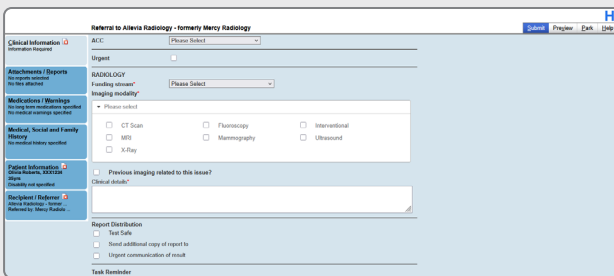 H
Referral to Allevia Radiology - formerly Mercy Radiology
Submit Preview Park Help
Clinical Information
Information Required
ACC Please Select
Urgent
Attachments / Reports
No reports selected
No files attached
RADIOLOGY
Funding stream* Please Select
Imaging modality*
Medications / Warnings
No long term medications specified
No medical warnings specified
Please select
CT Scan Fluoroscopy Interventional
Medical, Social and Family
History
No medical history specified
MRI Mammography Ultrasound
X-Ray
Patient Information
Olivia Roberts, XXX1234
35yrs
Disability not specified
Previous imaging related to this issue?
Clinical details*
Recipient / Referrer
Allevia Radiology - former ...
Referred by: Mercy Radiolo ...
Report Distribution
Test Safe
Send additional copy of report to
Urgent communication of result
Task Reminder